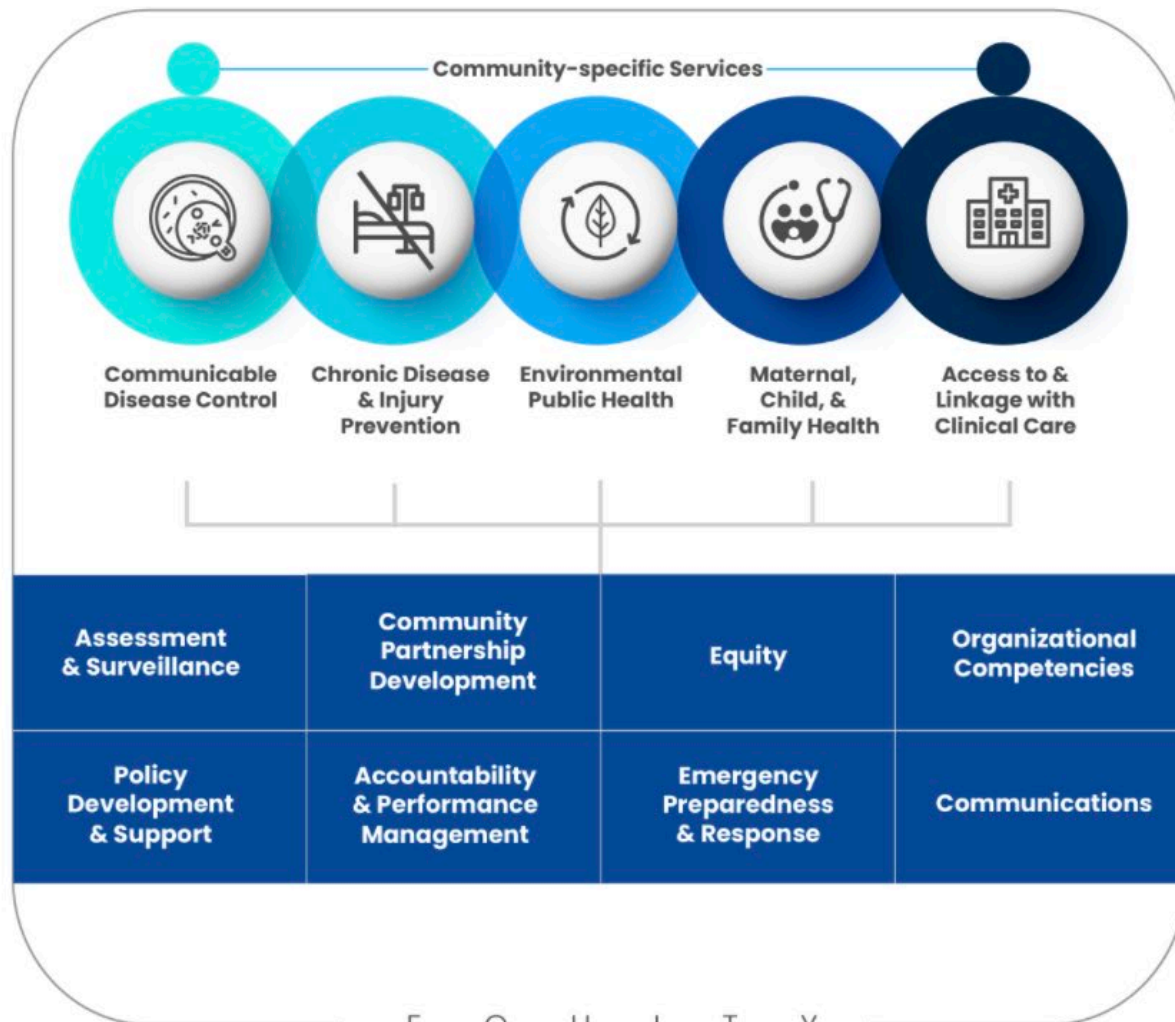 Community-specific Services
Communicable
Disease Control
Chronic Disease
& Injury
Prevention
Environmental
Public Health
Maternal,
Child, &
Family Health
Access to &
Linkage with
Clinical Care
Assessment
& Surveillance
Community
Partnership
Development
Equity
Organizational
Competencies
Policy
Development
& Support
Accountability
& Performance
Management
Emergency
Preparedness
& Response
Communications
E Q U I T Y